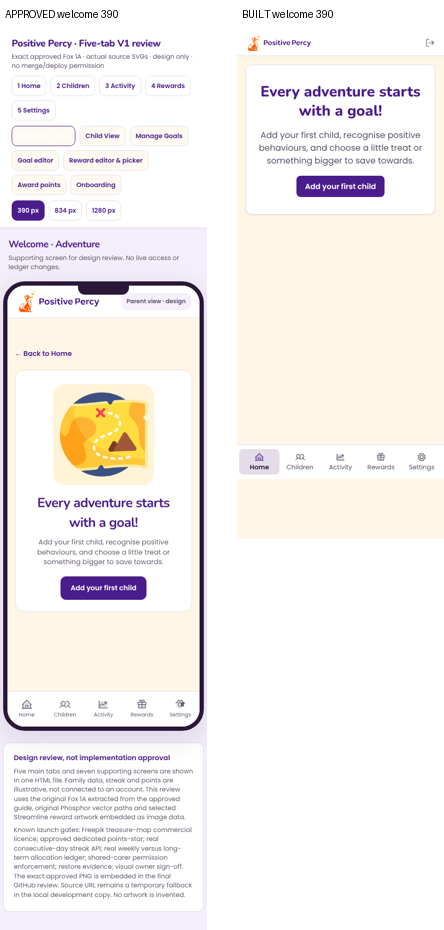 APPROVED welcome 390
Positive Percy · Five-tab V1 review
Exact approved Fox 1A · actual source SVGs · design only ·
no merge/deploy permission
1 Home
2 Children
3 Activity
4 Rewards
5 Settings
Child View
Manage Goals
Goal editor
Reward editor & picker
Award points
Onboarding
390 px
834 px
1280 px
Welcome · Adventure
Supporting screen for design review. No live access or
ledger changes.
Positive Percy
Parent view · design
← Back to Home
Every adventure starts
with a goal!
Add your first child, recognise positive
behaviours, and choose a little treat or
something bigger to save towards.
Add your first child
Home
Children
Activity
Rewards
Settings
Design review, not implementation approval
Five main tabs and seven supporting screens are shown
in one HTML file. Family data, streak and points are
illustrative, not connected to an account. This review
uses the original Fox 1A extracted from the approved
guide, original Phosphor vector paths and selected
Streamline reward artwork embedded as image data.
Known launch gates: Freepik treasure-map commercial
licence; approved dedicated points-star; real
consecutive-day streak API; real weekly versus long-
term allocation ledger; shared-carer permission
enforcement; restore evidence; visual owner sign-off.
The exact approved PNG is embedded in the final
GitHub review. Source URL remains a temporary fallback
in the local development copy. No artwork is invented.
BUILT welcome 390
Positive Percy
Every adventure starts
with a goal!
Add your first child, recognise positive
behaviours, and choose a little treat or
something bigger to save towards.
Add your first child
Home
Children
Activity
Rewards
Settings